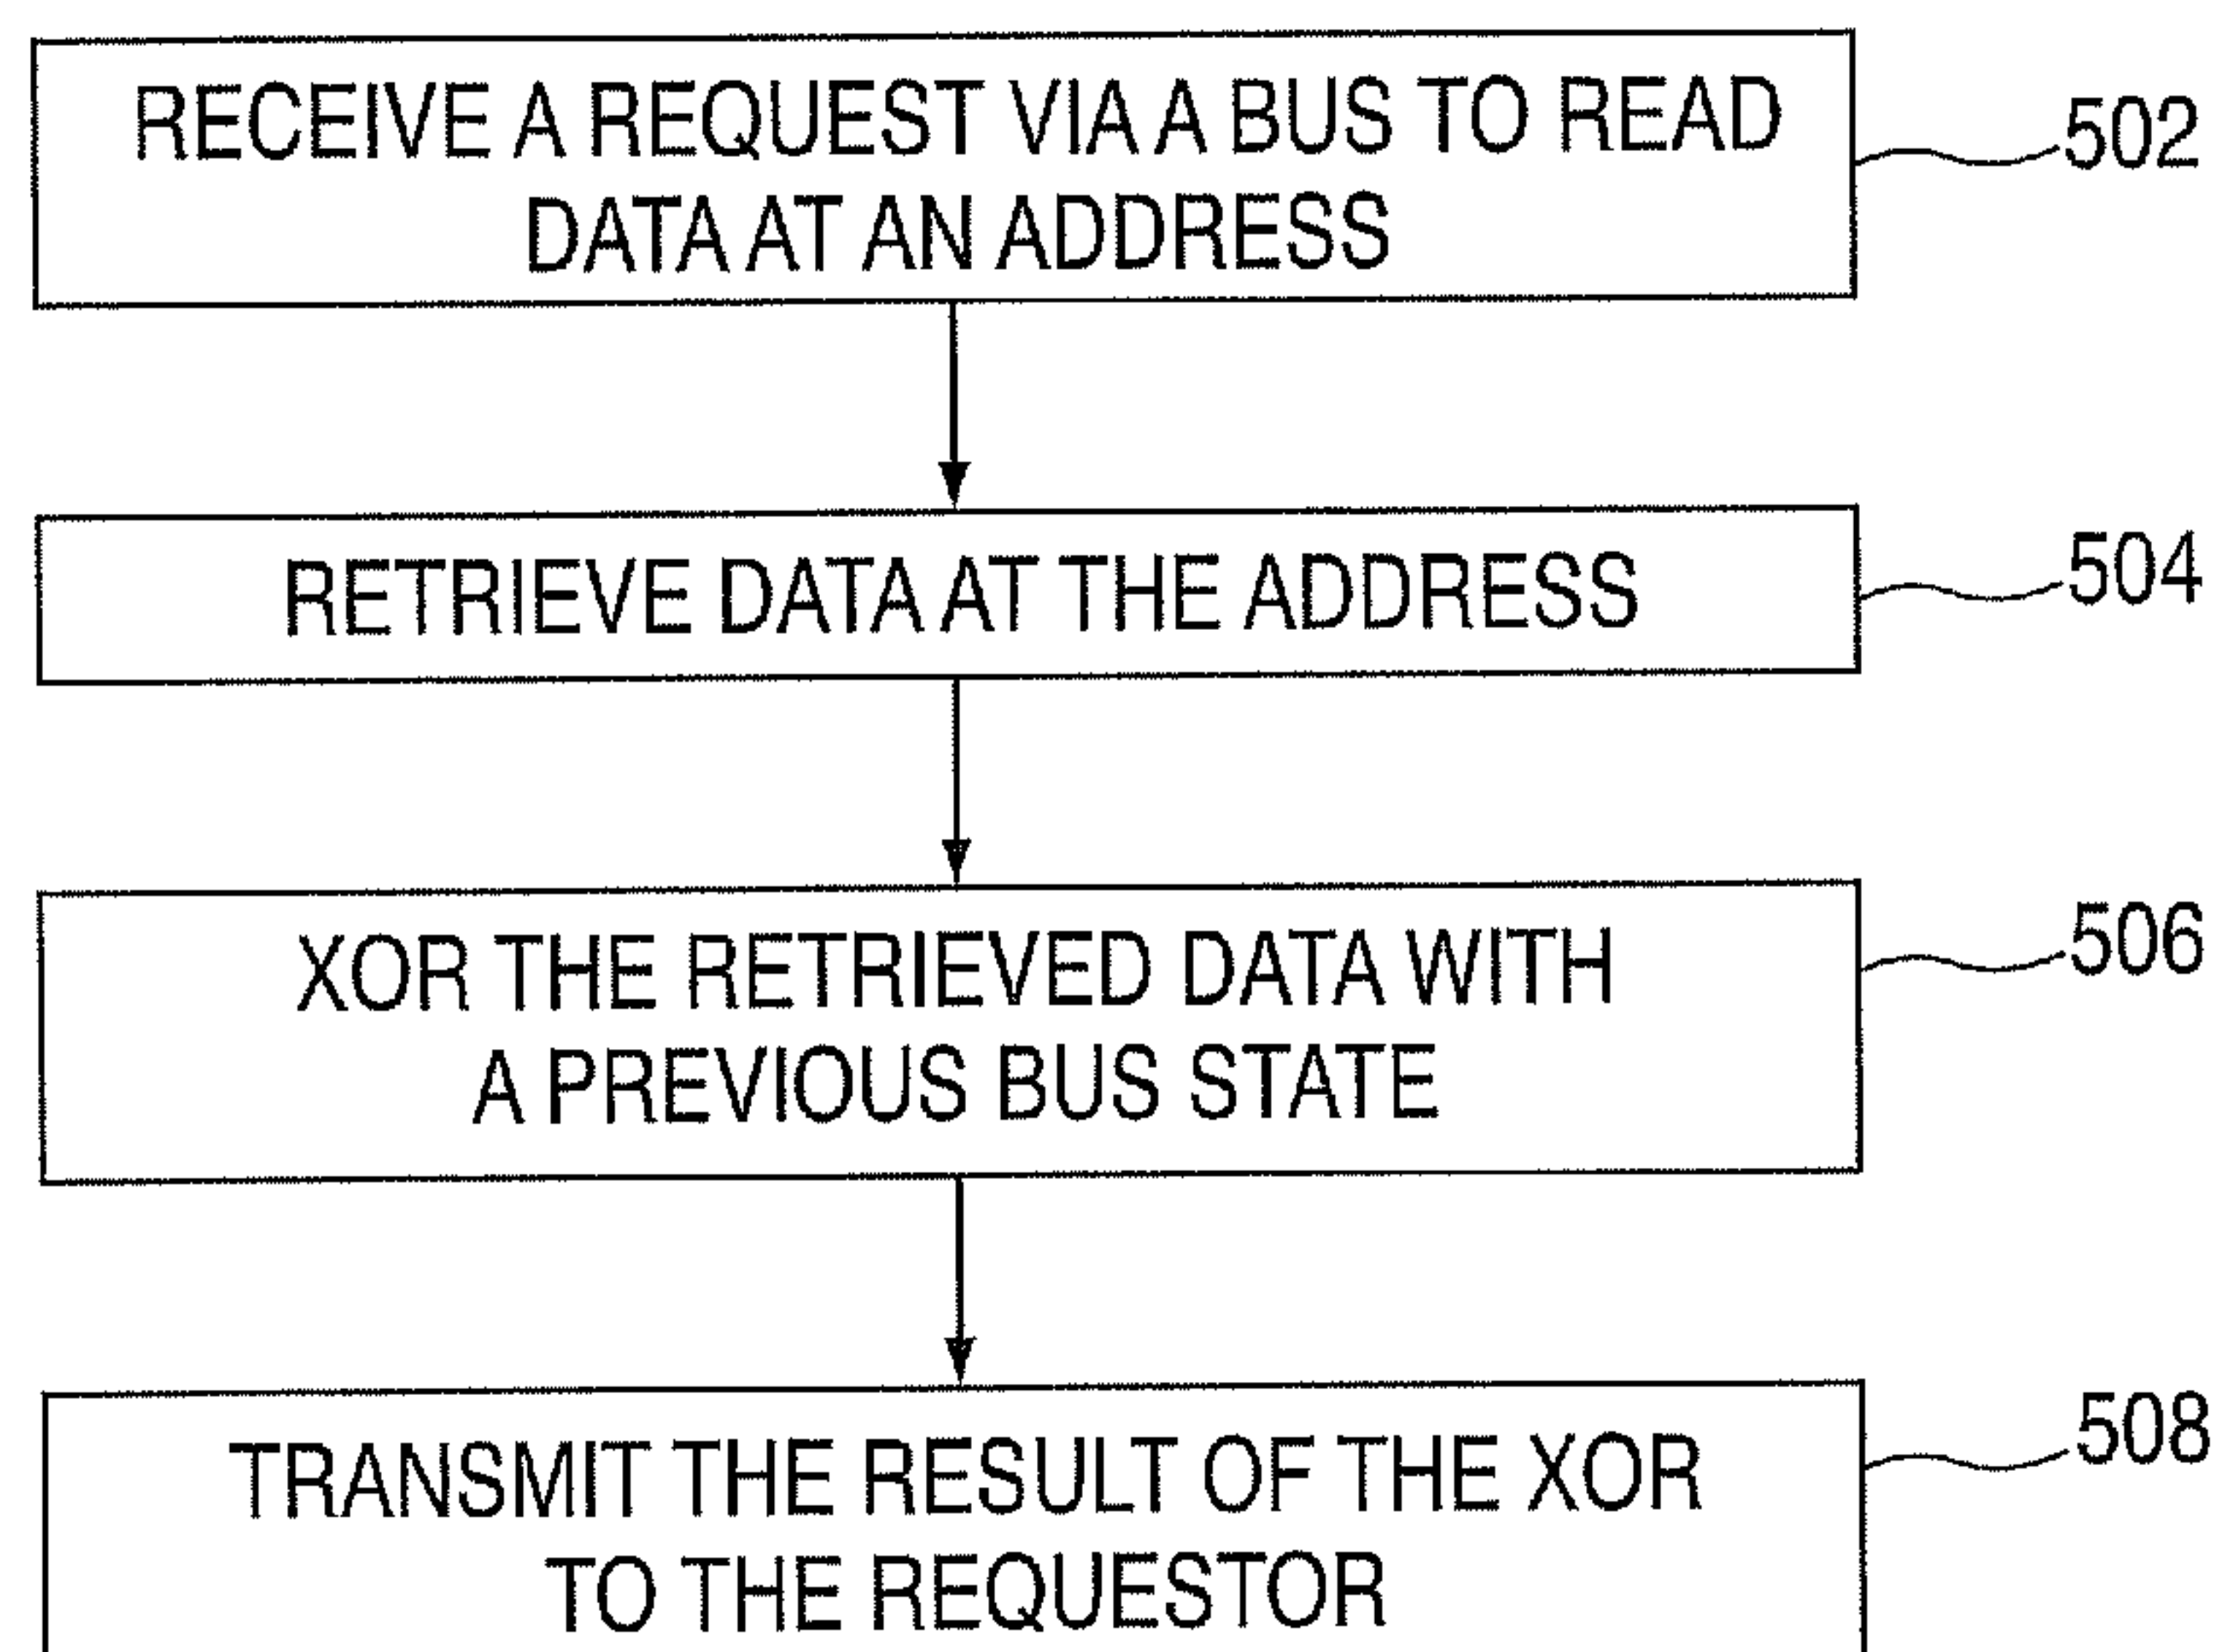 RECEIVE A REQUEST VIA A BUS TO READ
DATA AT AN ADDRESS
502
RETRIEVE DATA AT THE ADDRESS
504
XOR THE RETRIEVED DATA WITH
A PREVIOUS BUS STATE
506
TRANSMIT THE RESULT OF THE XOR
TO THE REQUESTOR
508